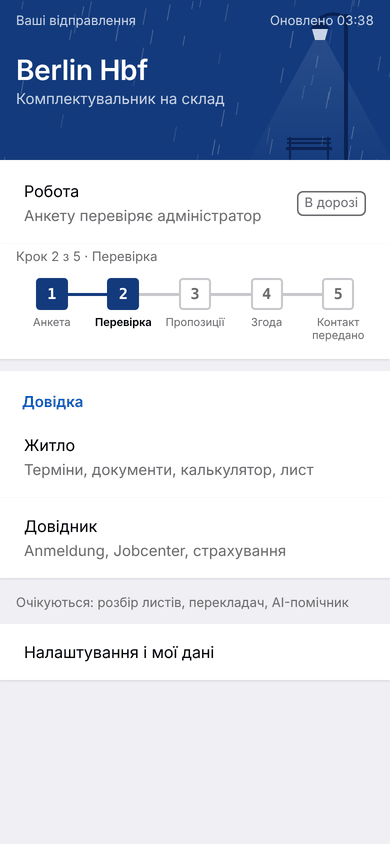 Ваші відправлення
Оновлено 03:38
Berlin Hbf
Комплектувальник на склад
Робота
Анкету перевіряє адміністратор
В дорозі
Крок 2 з 5 · Перевірка
1 2 3 4 5
Анкета Перевірка Пропозиції Згода Контакт
передано
Довідка
Житло
Терміни, документи, калькулятор, лист
Довідник
Anmeldung, Jobcenter, страхування
Очікуються: розбір листів, перекладач, AI-помічник
Налаштування і мої дані